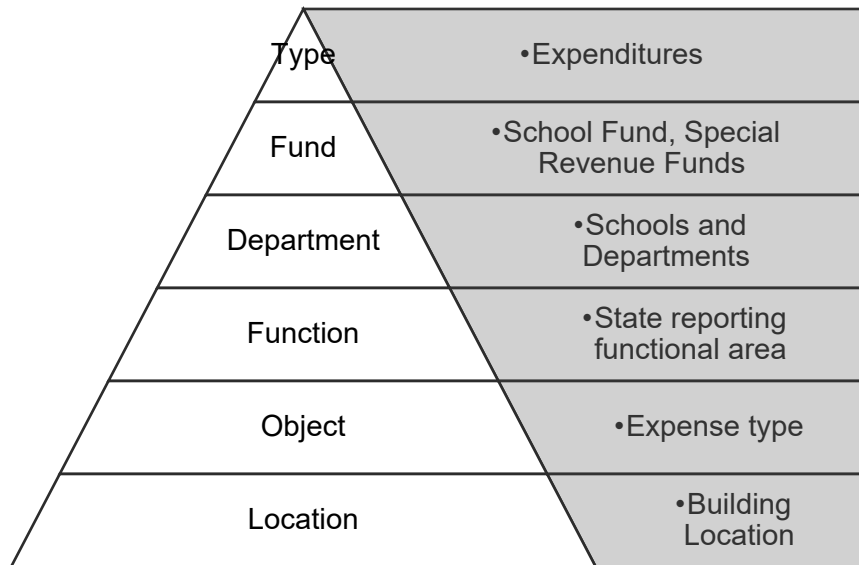 Type
•Expenditures
Fund
•School Fund, Special
Revenue Funds
Department
•Schools and
Departments
Function
•State reporting
functional area
Object
•Expense type
Location
•Building
Location